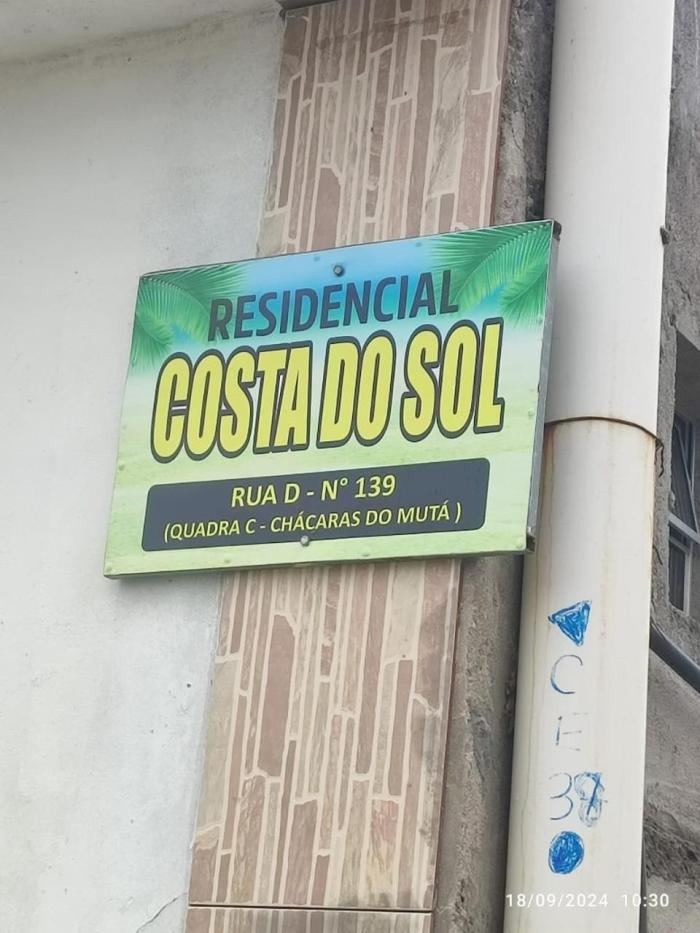 RESIDENCIAL
COSTA DO SOL
RUA D - N° 139
(QUADRA C - CHÁCARAS DO MUTÁ )
C
E
18/09/2024 10:30